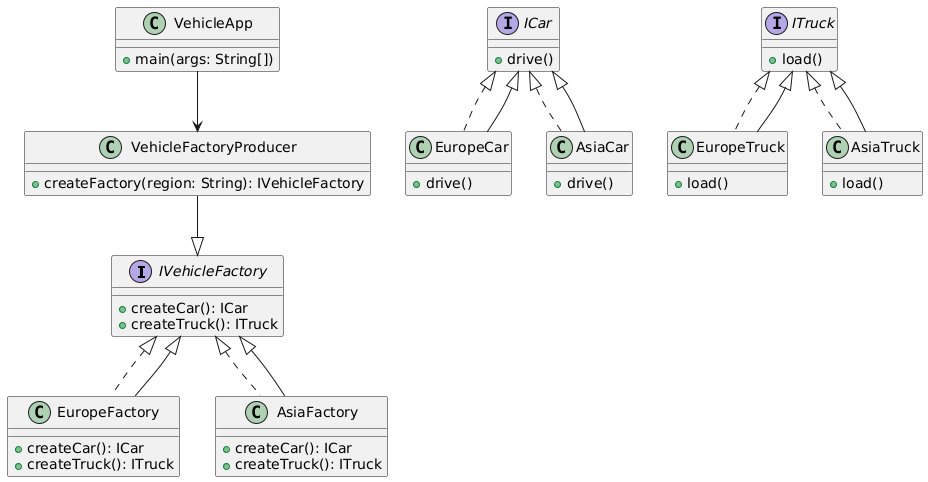 C VehicleApp
main(args: String[])
I ICar
drive()
I ITruck
load()
C VehicleFactoryProducer
createFactory(region: String): IVehicleFactory
C EuropeCar
drive()
C AsiaCar
drive()
C EuropeTruck
load()
C AsiaTruck
load()
I IVehicleFactory
createCar(): ICar
createTruck(): ITruck
C EuropeFactory
createCar(): ICar
createTruck(): ITruck
C AsiaFactory
createCar(): ICar
createTruck(): ITruck